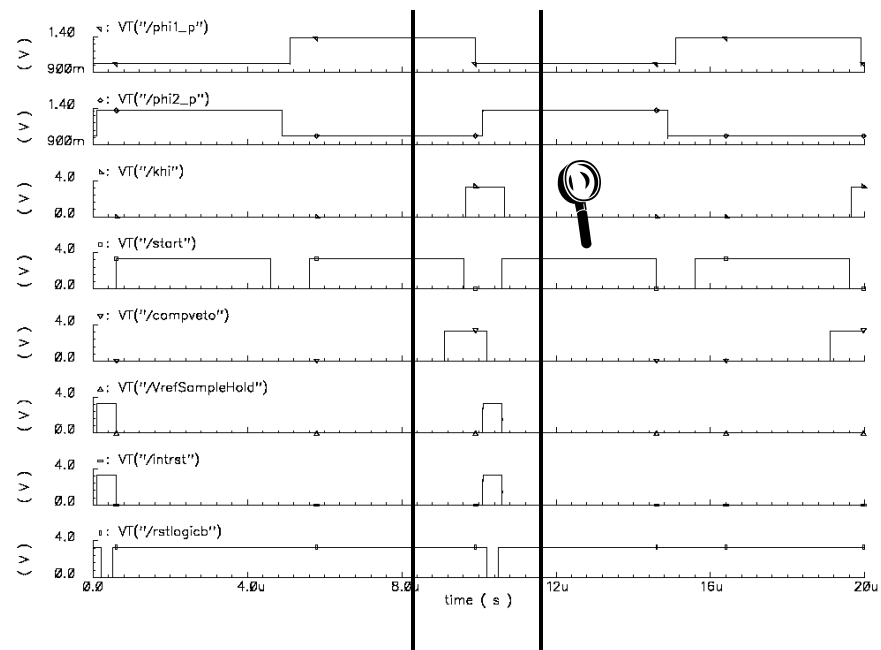 VT("/phi1_p")
1.40
900m
(V)
VT("/phi2_p")
1.40
900m
(V)
VT("/khi")
4.0
0.0
(V)
VT("/start")
4.0
0.0
(V)
VT("/compveto")
4.0
0.0
(V)
VT("/VrefSampleHold")
4.0
0.0
(V)
VT("/intrst")
4.0
0.0
(V)
VT("/rstlogicb")
4.0
0.0
(V)
0.0 4.0u 8.0u 12u 16u 20u
time ( s )